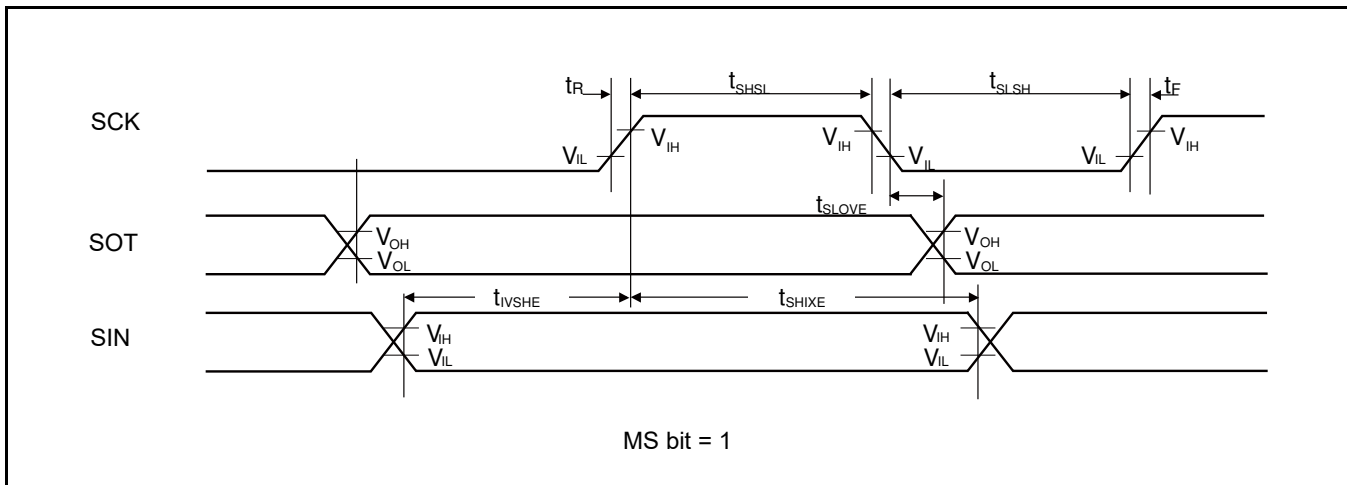 tR tSHSL tSLSH tF
SCK
VIH VIH VIH
VIL VIL VIL
tSLOVE
SOT
VOH VOH
VOL VOL
tIVSHE tSHIXE
SIN
VIH VIH
VIL VIL
MS bit = 1